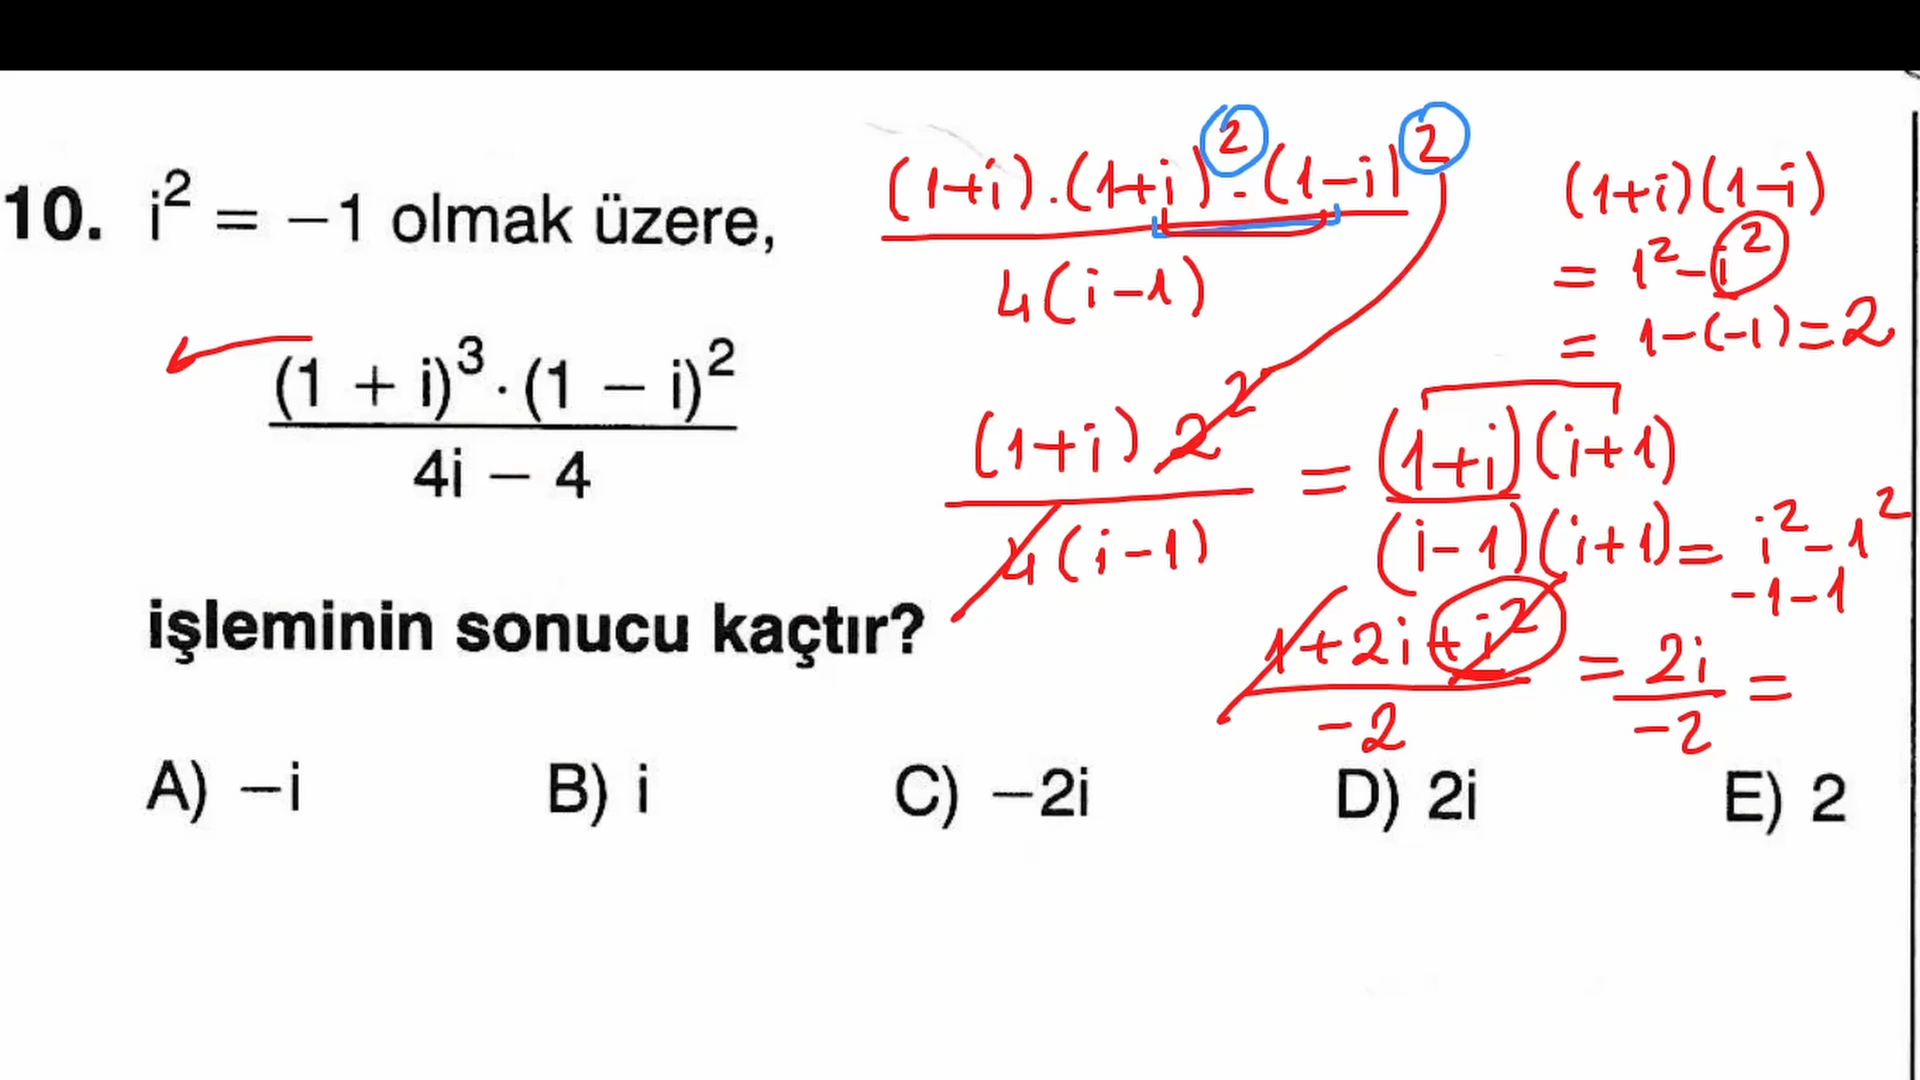 10. i² = −1 olmak üzere,
(1 + i)³ · (1 − i)²
4i − 4
işleminin sonucu kaçtır?
A) −i B) i C) −2i D) 2i E) 2
(1+i).(1+i)² · (1−i)²
4(i−1)
(1+i)(1−i)
= 1² − i²
= 1−(−1) = 2
(1+i) 2²
4(i−1)
= (1+i)(i+1)
(i−1)(i+1) = i² − 1²
−1−1
1+2i+i²
−2
= 2i
−2
=